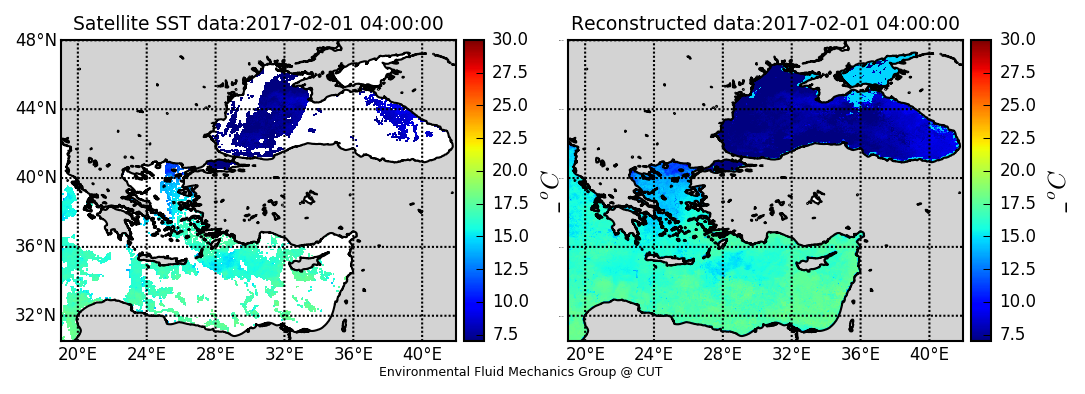 Satellite SST data:2017-02-01 04:00:00
48°N
44°N
40°N
36°N
32°N
20°E 24°E 28°E 32°E 36°E 40°E
30.0
27.5
25.0
22.5
20.0
17.5
15.0
12.5
10.0
7.5
_°C
Reconstructed data:2017-02-01 04:00:00
20°E 24°E 28°E 32°E 36°E 40°E
30.0
27.5
25.0
22.5
20.0
17.5
15.0
12.5
10.0
7.5
_°C
Environmental Fluid Mechanics Group @ CUT